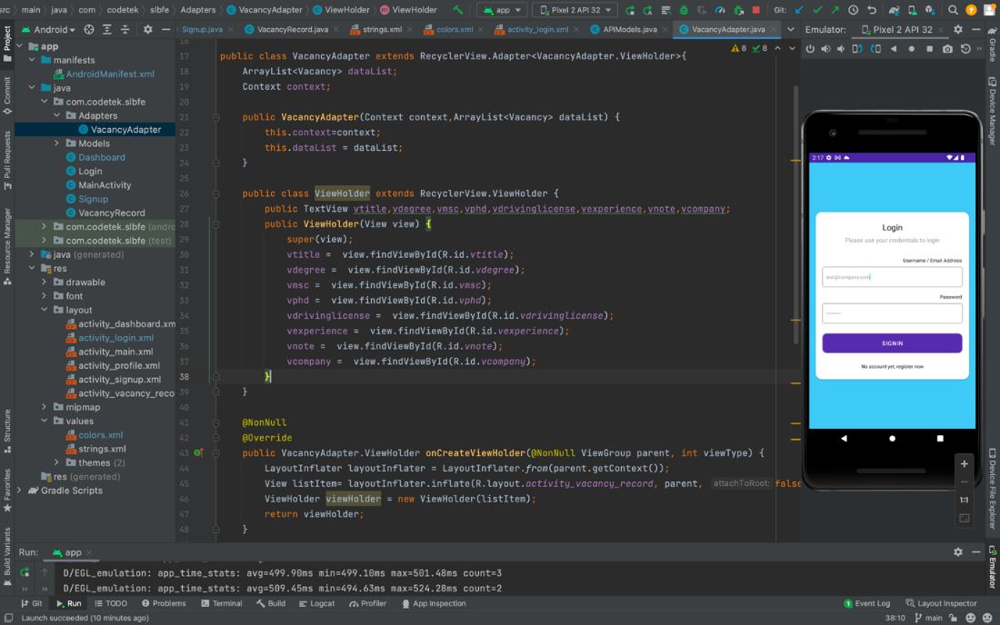 src
main
java
com
codetek
slbfe
Adapters
VacancyAdapter
ViewHolder
ViewHolder
app
Pixel 2 API 32
Git:
Android
Signup.java
VacancyRecord.java
strings.xml
colors.xml
activity_login.xml
APIModels.java
VacancyAdapter.java
Emulator:
Pixel 2 API 32
Project
Commit
Pull Requests
Resource Manager
Structure
Favorites
Build Variants
app
manifests
AndroidManifest.xml
java
com.codetek.slbfe
Adapters
VacancyAdapter
Models
Dashboard
Login
MainActivity
Signup
VacancyRecord
com.codetek.slbfe (andro
com.codetek.slbfe (test)
java (generated)
res
drawable
font
layout
activity_dashboard.xm
activity_login.xml
activity_main.xml
activity_profile.xml
activity_signup.xml
activity_vacancy_reco
mipmap
values
colors.xml
strings.xml
themes (2)
res (generated)
Gradle Scripts
8 8
16
17 public class VacancyAdapter extends RecyclerView.Adapter<VacancyAdapter.ViewHolder>{
18 ArrayList<Vacancy> dataList;
19 Context context;
20
21 public VacancyAdapter(Context context,ArrayList<Vacancy> dataList) {
22 this.context=context;
23 this.dataList = dataList;
24 }
25
26 public class ViewHolder extends RecyclerView.ViewHolder {
27 public TextView vtitle,vdegree,vmsc,vphd,vdrivinglicense,vexperience,vnote,vcompany;
28 public ViewHolder(View view) {
29 super(view);
30 vtitle = view.findViewById(R.id.vtitle);
31 vdegree = view.findViewById(R.id.vdegree);
32 vmsc = view.findViewById(R.id.vmsc);
33 vphd = view.findViewById(R.id.vphd);
34 vdrivinglicense = view.findViewById(R.id.vdrivinglicense);
35 vexperience = view.findViewById(R.id.vexperience);
36 vnote = view.findViewById(R.id.vnote);
37 vcompany = view.findViewById(R.id.vcompany);
38 }
39 }
40
41 @NonNull
42 @Override
43 public VacancyAdapter.ViewHolder onCreateViewHolder(@NonNull ViewGroup parent, int viewType) {
44 LayoutInflater layoutInflater = LayoutInflater.from(parent.getContext());
45 View listItem= layoutInflater.inflate(R.layout.activity_vacancy_record, parent, attachToRoot: false
46 ViewHolder viewHolder = new ViewHolder(listItem);
47 return viewHolder;
48 }
2:17
Login
Please use your credentials to login
Username / Email Address
test@company.com
Password
SIGNIN
No account yet, register now
1:1
Gradle
Device Manager
Device File Explorer
Emulator
Run:
app
D/EGL_emulation: app_time_stats: avg=499.90ms min=499.10ms max=501.48ms count=3
D/EGL_emulation: app_time_stats: avg=509.45ms min=494.63ms max=524.28ms count=2
Git
Run
TODO
Problems
Terminal
Build
Logcat
Profiler
App Inspection
1 Event Log
Layout Inspector
Launch succeeded (10 minutes ago)
38:10
main